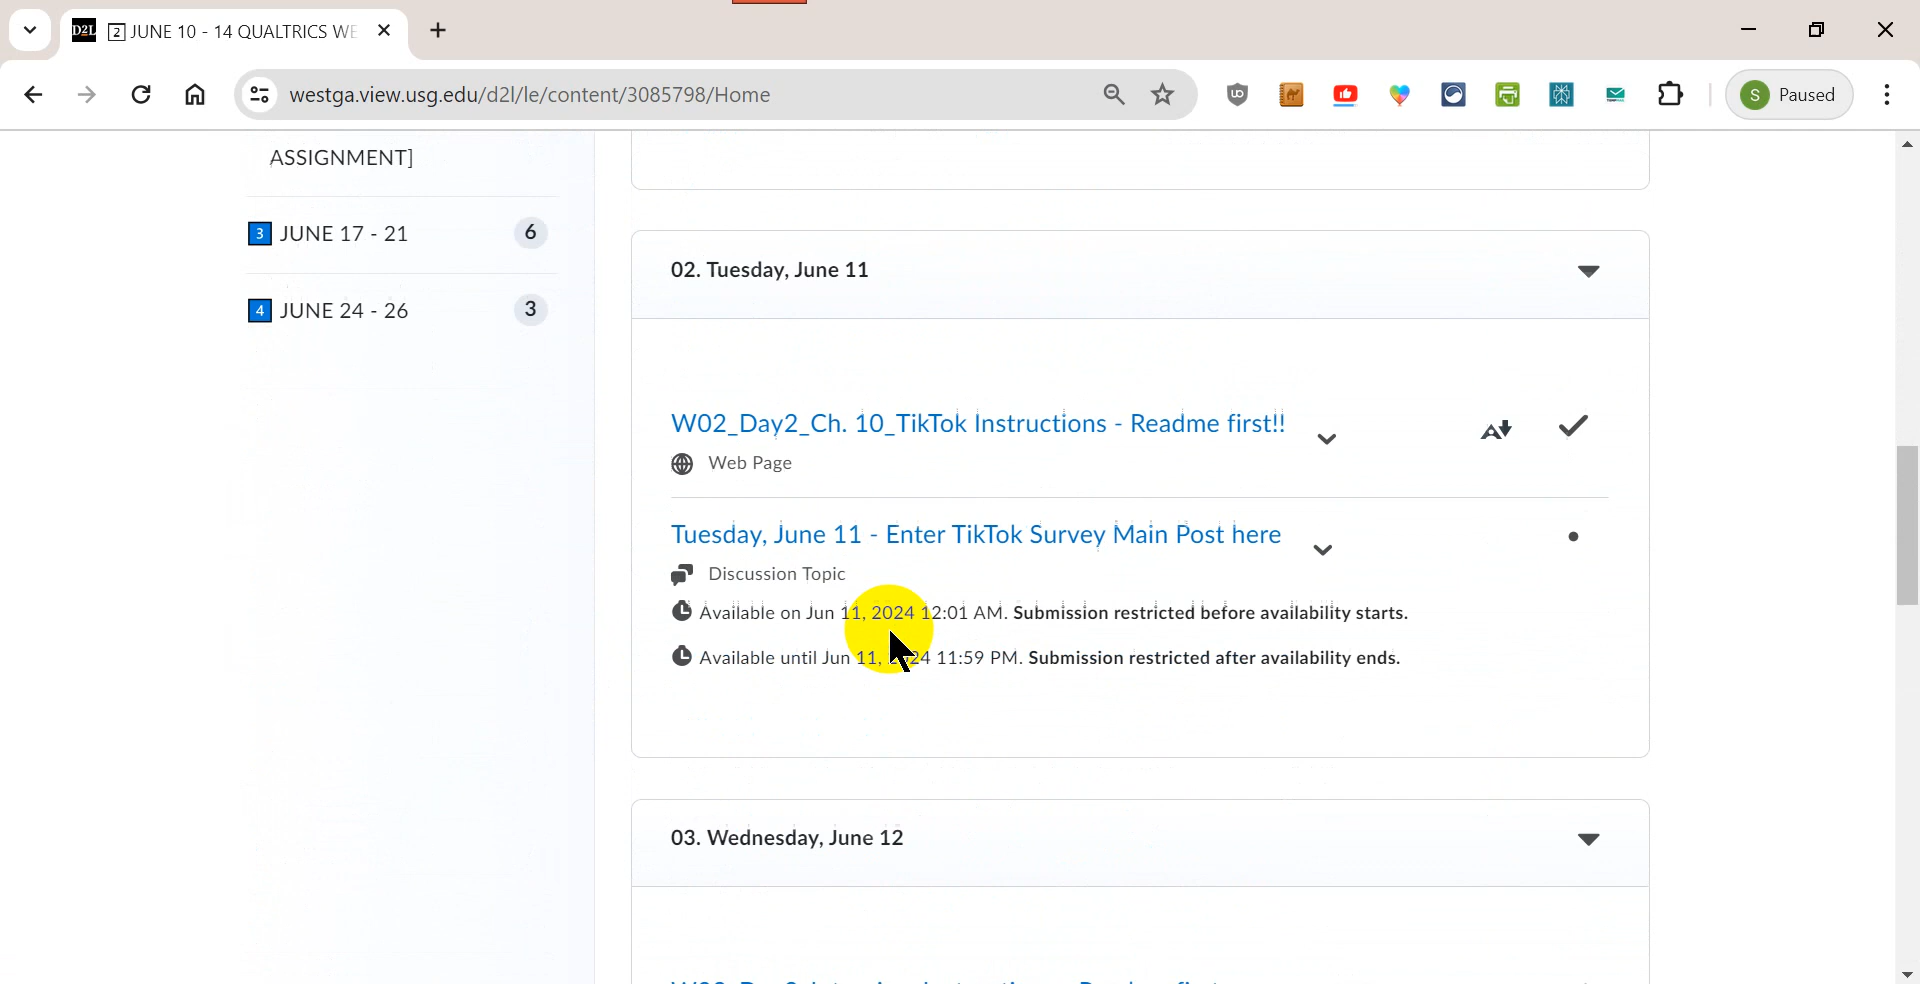 D2L 2 JUNE 10 - 14 QUALTRICS WE
westga.view.usg.edu/d2l/le/content/3085798/Home
S Paused
ASSIGNMENT]
3 JUNE 17 - 21 6
4 JUNE 24 - 26 3
02. Tuesday, June 11
W02_Day2_Ch. 10_TikTok Instructions - Readme first!!
Web Page
Tuesday, June 11 - Enter TikTok Survey Main Post here
Discussion Topic
Available on Jun 11, 2024 12:01 AM. Submission restricted before availability starts.
Available until Jun 11, 11:59 PM. Submission restricted after availability ends.
03. Wednesday, June 12